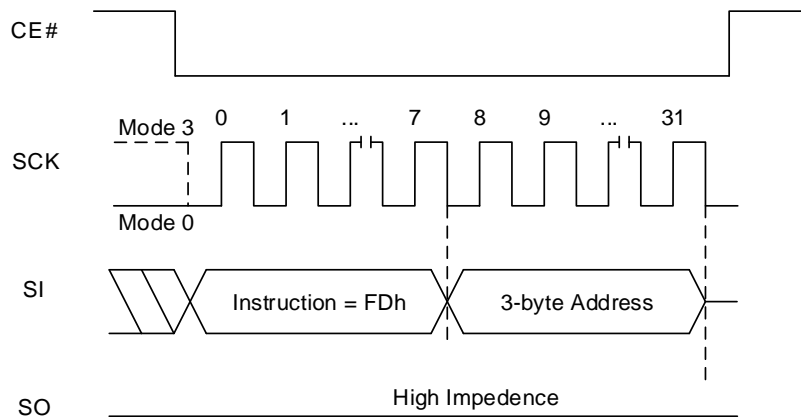 CE#
0 1 ... 7 8 9 ... 31
Mode 3
SCK
Mode 0
SI
Instruction = FDh
3-byte Address
High Impedence
SO